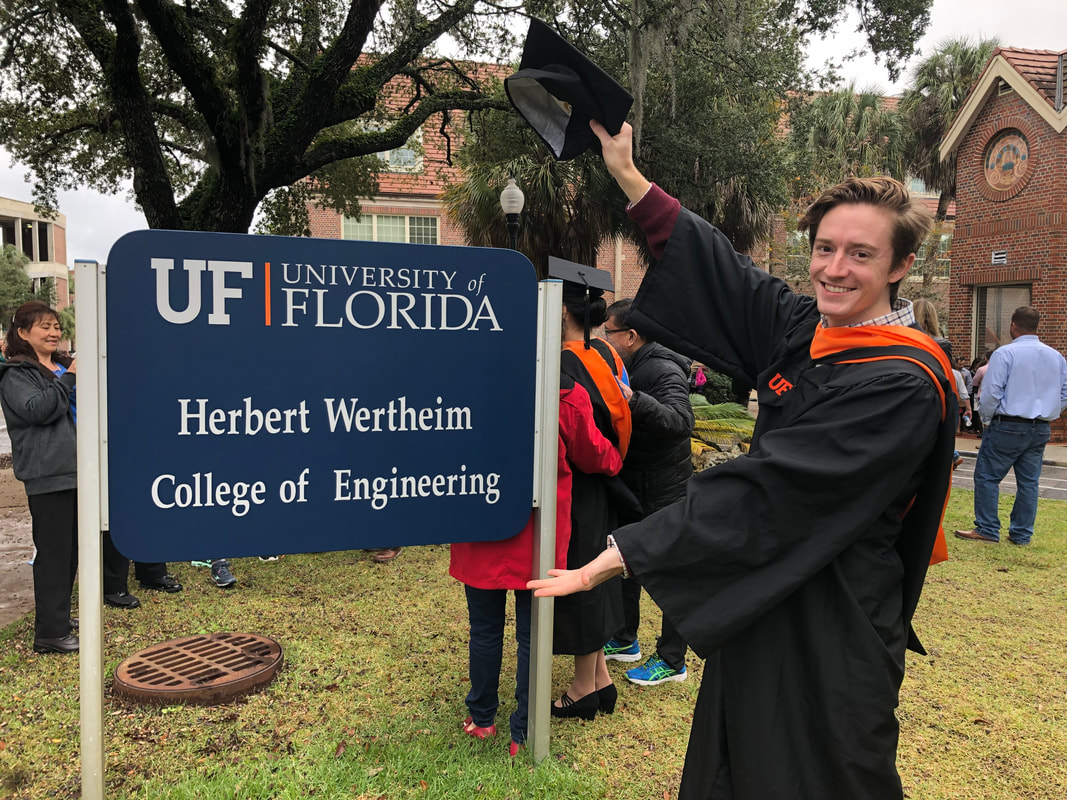 UF UNIVERSITY of
FLORIDA
Herbert Wertheim
College of Engineering
UF